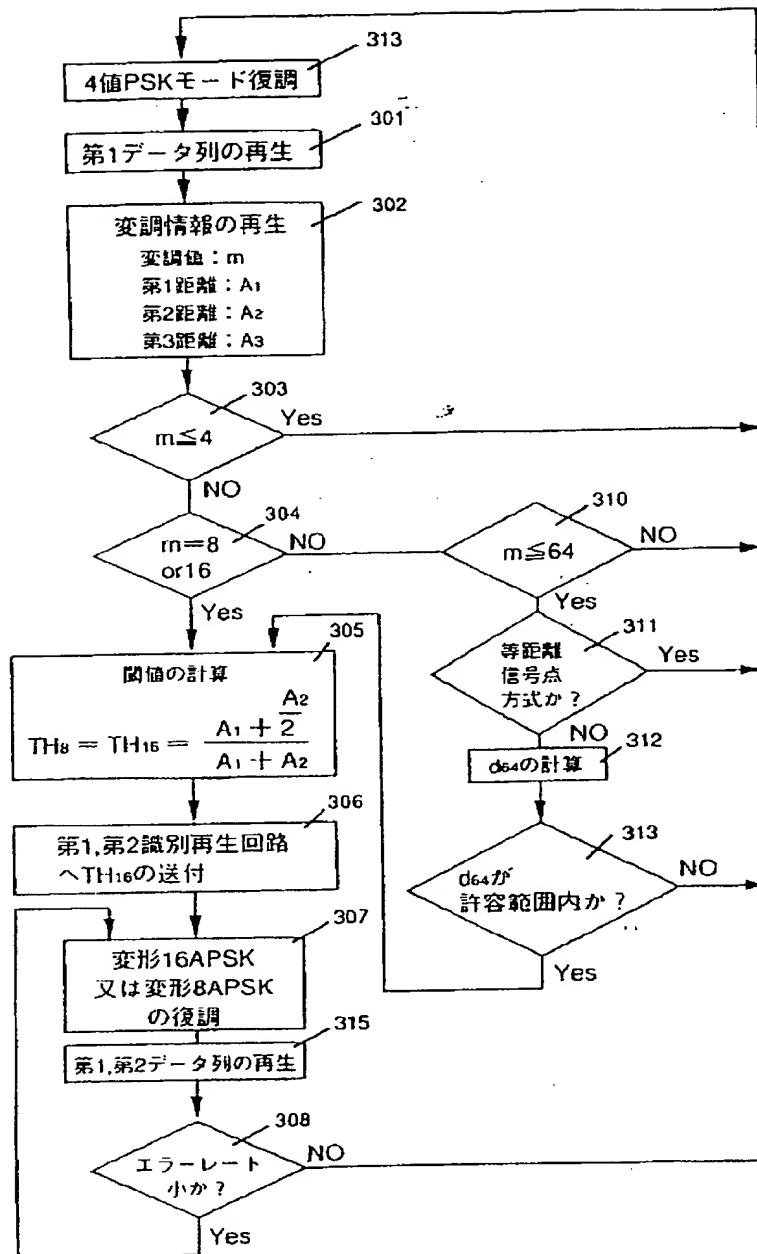 313
4値PSKモード復調
301
第1データ列の再生
302
変調情報の再生
変調値：m
第1距離：A1
第2距離：A2
第3距離：A3
303
m≦4
Yes
NO
304
m=8
or16
NO
Yes
310
m≦64
NO
Yes
311
等距離
信号点
方式か？
Yes
NO
312
d64の計算
313
d64が
許容範囲内か？
NO
Yes
305
閾値の計算
TH8 = TH16 = (A1 + A2/2) / (A1 + A2)
306
第1,第2識別再生回路
へTH16の送付
307
変形16APSK
又は変形8APSK
の復調
315
第1,第2データ列の再生
308
エラーレート
小か？
NO
Yes